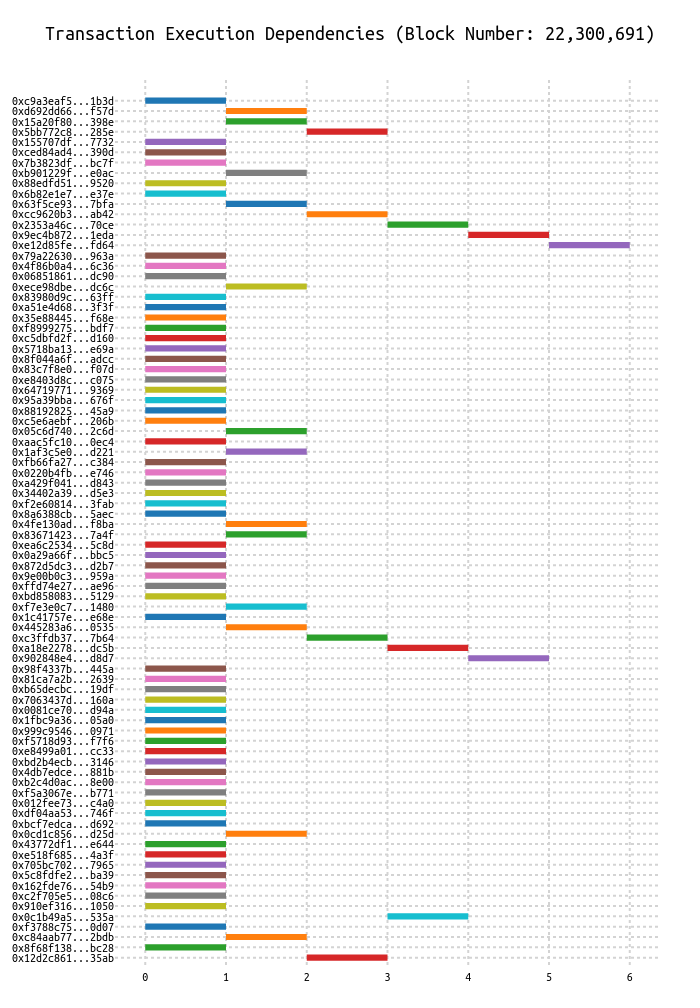 Transaction Execution Dependencies (Block Number: 22,300,691)
0xc9a3eaf5...1b3d
0xd692dd66...f57d
0x15a20f80...398e
0x5bb772c8...285e
0x155707df...7732
0xced84ad4...390d
0x7b3823df...bc7f
0xb901229f...e0ac
0x88edfd51...9520
0x6b82e1e7...e37e
0x63f5ce93...7bfa
0xcc9620b3...ab42
0x2353a46c...70ce
0x9ec4b872...1eda
0xe12d85fe...fd64
0x79a22630...963a
0x4f86b0a4...6c36
0x06851861...dc90
0xece98dbe...dc6c
0x83980d9c...63ff
0xa51e4d68...3f3f
0x35e88445...f68e
0xf8999275...bdf7
0xc5dbfd2f...d160
0x5718ba13...e69a
0x8f044a6f...adcc
0x83c7f8e0...f07d
0xe8403d8c...c075
0x64719771...9369
0x95a39bba...676f
0x88192825...45a9
0xc5e6aebf...206b
0x05c6d740...2c6d
0xaac5fc10...0ec4
0x1af3c5e0...d221
0xfb66fa27...c384
0x0220b4fb...e746
0xa429f041...d843
0x34402a39...d5e3
0xf2e60814...3fab
0x8a6388cb...5aec
0x4fe130ad...f8ba
0x83671423...7a4f
0xea6c2534...5c8d
0x0a29a66f...bbc5
0x872d5dc3...d2b7
0x9e00b0c3...959a
0xffd74e27...ae96
0xbd858083...5129
0xf7e3e0c7...1480
0x1c41757e...e68e
0x445283a6...0535
0xc3ffdb37...7b64
0xa18e2278...dc5b
0x902848e4...d8d7
0x98f4337b...445a
0x81ca7a2b...2639
0xb65decbc...19df
0x7063437d...160a
0x0081ce70...d94a
0x1fbc9a36...05a0
0x999c9546...0971
0xf5718d93...f7f6
0xe8499a01...cc33
0xbd2b4ecb...3146
0x4db7edce...881b
0xb2c4d0ac...8e00
0xf5a3067e...b771
0x012fee73...c4a0
0xdf04aa53...746f
0xbcf7edca...d692
0x0cd1c856...d25d
0x43772df1...e644
0xe518f685...4a3f
0x705bc702...7965
0x5c8fdfe2...ba39
0x162fde76...54b9
0xc2f705e5...08c6
0x910ef316...1050
0x0c1b49a5...535a
0xf3788c75...0d07
0xc84aab77...2bdb
0x8f68f138...bc28
0x12d2c861...35ab
0 1 2 3 4 5 6